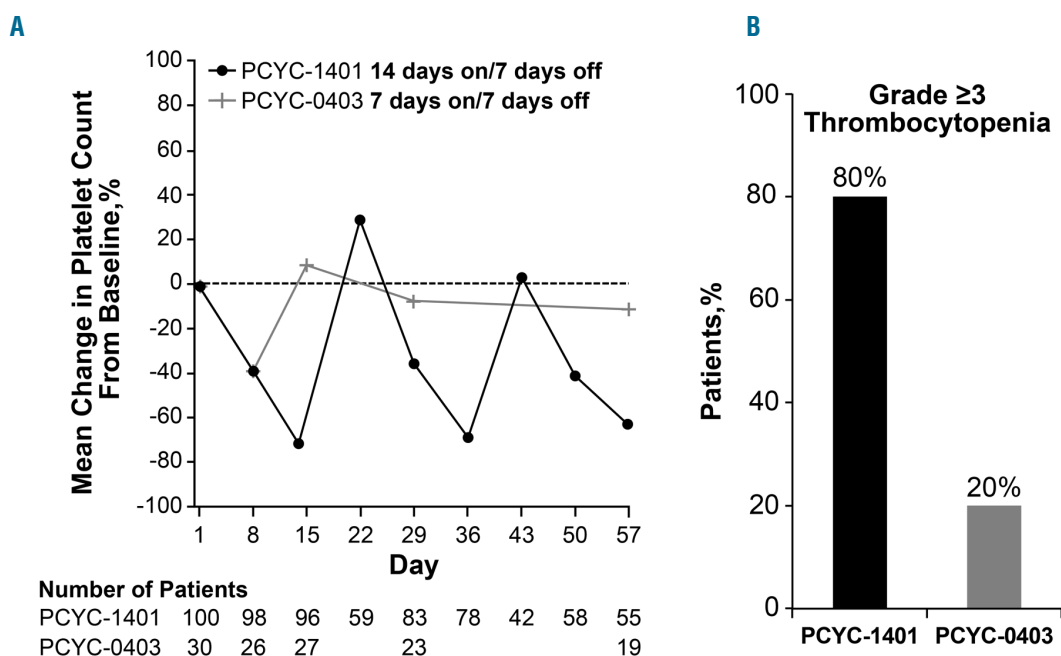 A
Mean Change in Platelet Count
From Baseline,%
100
80
60
40
20
0
-20
-40
-60
-80
-100
PCYC-1401 14 days on/7 days off
PCYC-0403 7 days on/7 days off
1 8 15 22 29 36 43 50 57
Day
Number of Patients
PCYC-1401 100 98 96 59 83 78 42 58 55
PCYC-0403 30 26 27 23 19
B
Grade ≥3
Thrombocytopenia
Patients,%
100
80
60
40
20
0
80%
20%
PCYC-1401 PCYC-0403